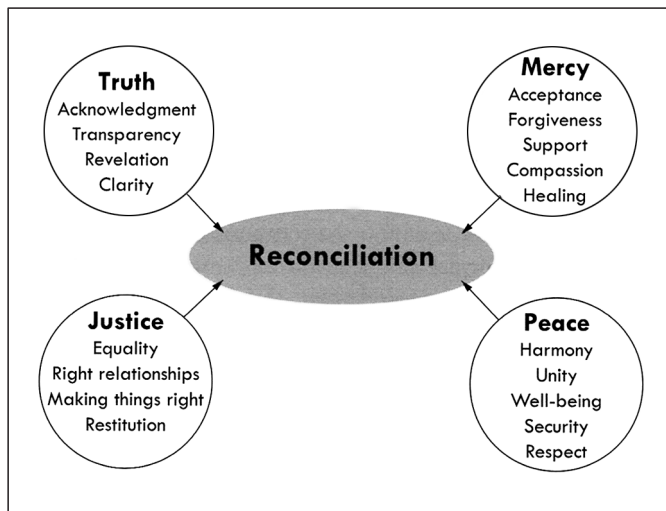 Truth
Acknowledgment
Transparency
Revelation
Clarity
Mercy
Acceptance
Forgiveness
Support
Compassion
Healing
Reconciliation
Justice
Equality
Right relationships
Making things right
Restitution
Peace
Harmony
Unity
Well-being
Security
Respect